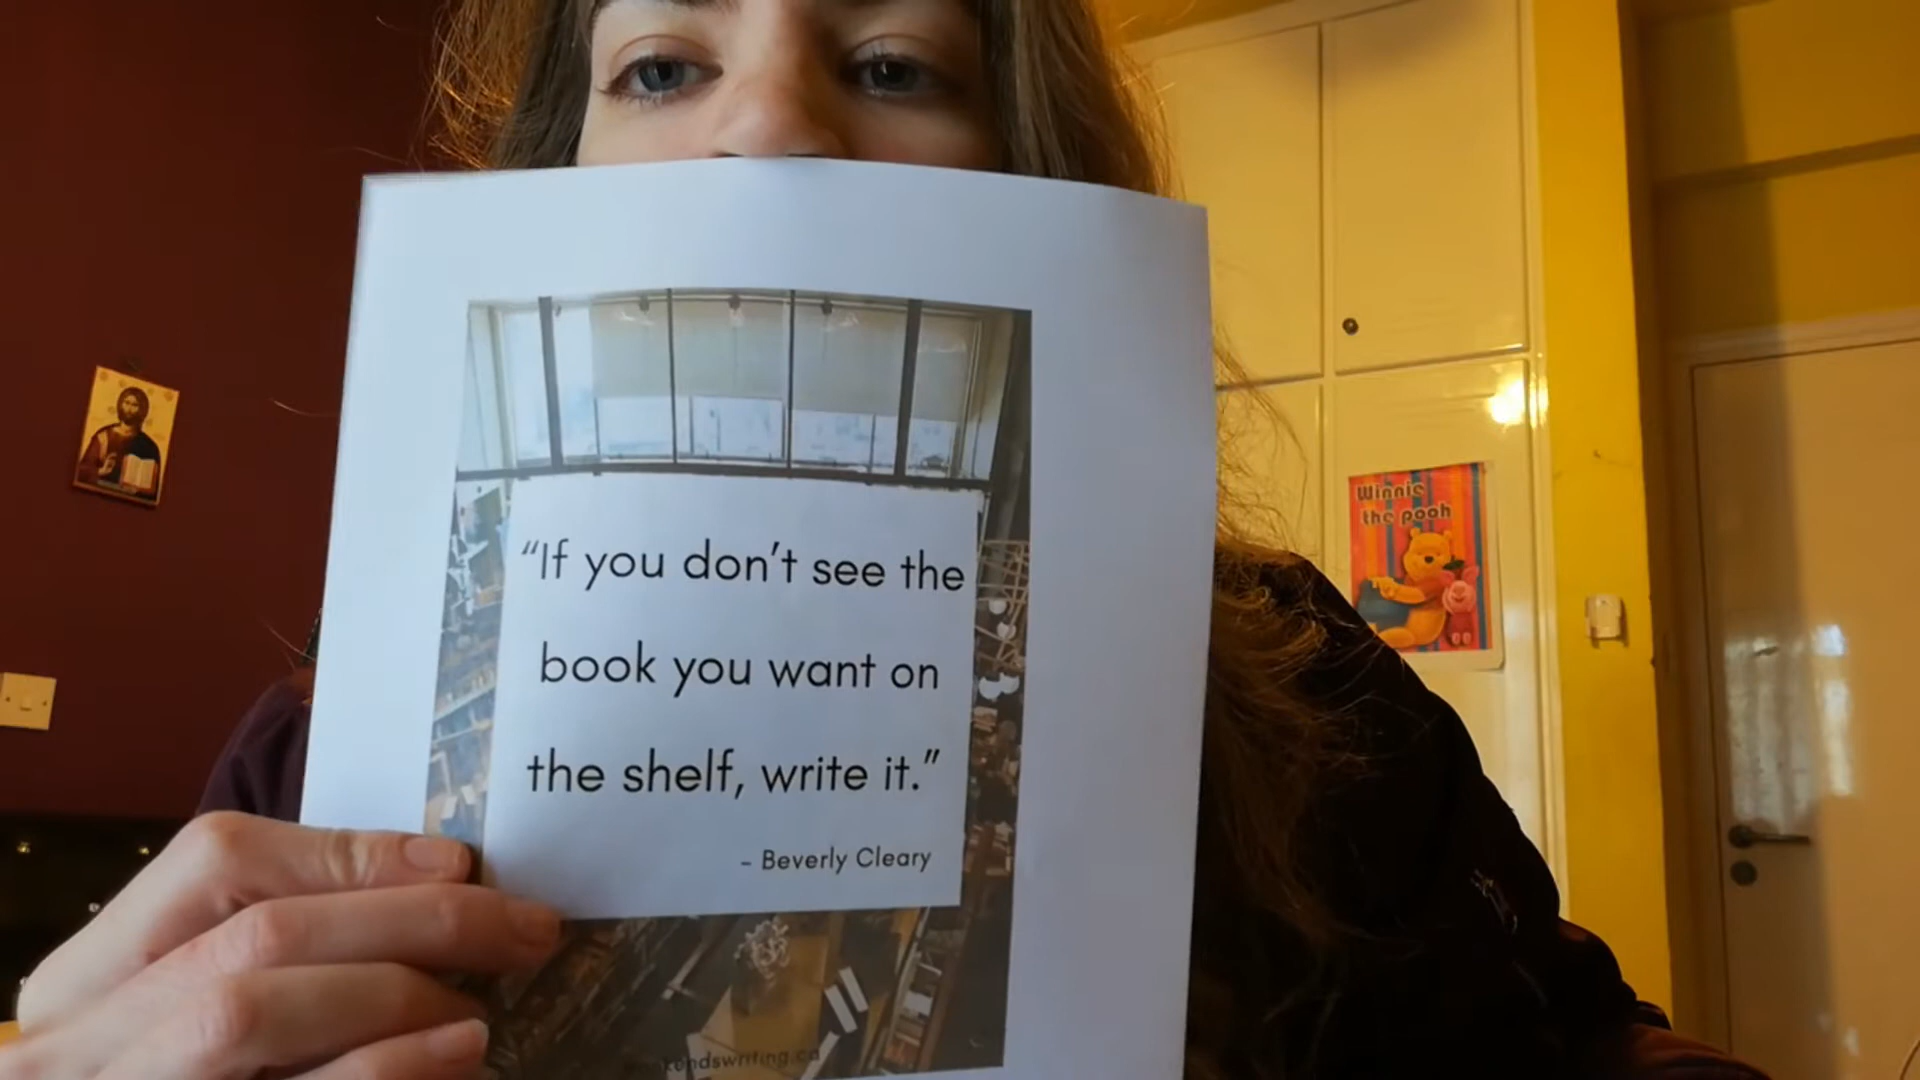 Winnie
the pooh
“If you don’t see the
book you want on
the shelf, write it.”
- Beverly Cleary